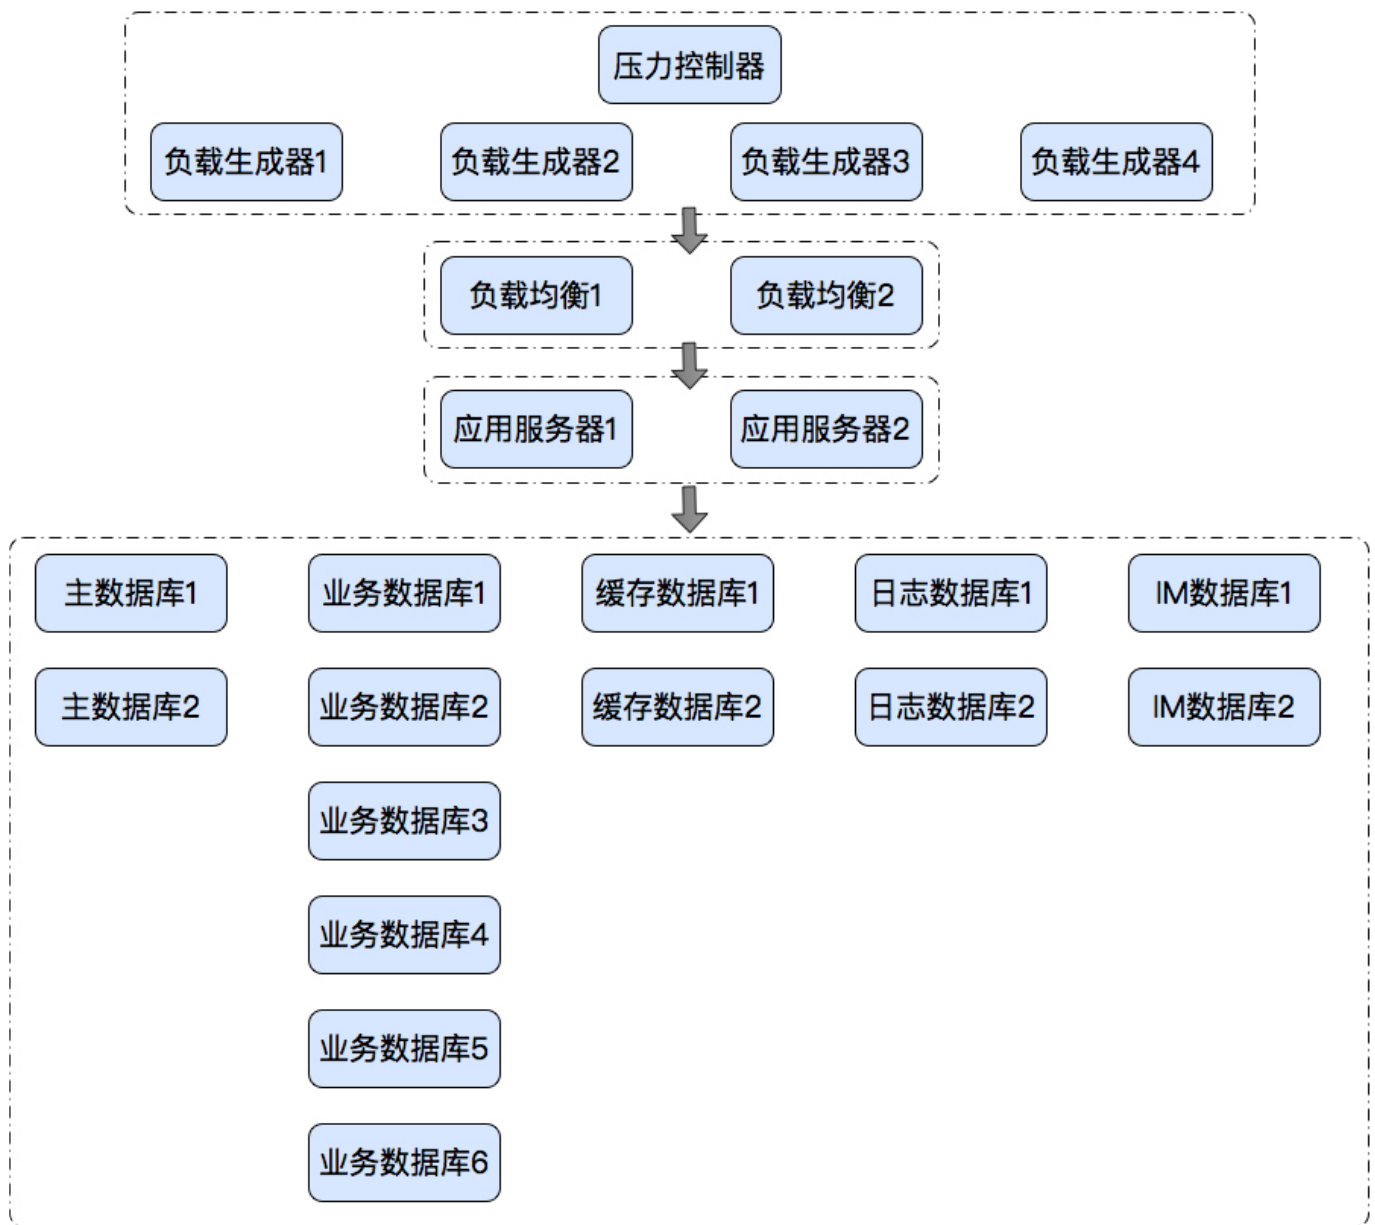 压力控制器
负载生成器1
负载生成器2
负载生成器3
负载生成器4
负载均衡1
负载均衡2
应用服务器1
应用服务器2
主数据库1
业务数据库1
缓存数据库1
日志数据库1
IM数据库1
主数据库2
业务数据库2
缓存数据库2
日志数据库2
IM数据库2
业务数据库3
业务数据库4
业务数据库5
业务数据库6